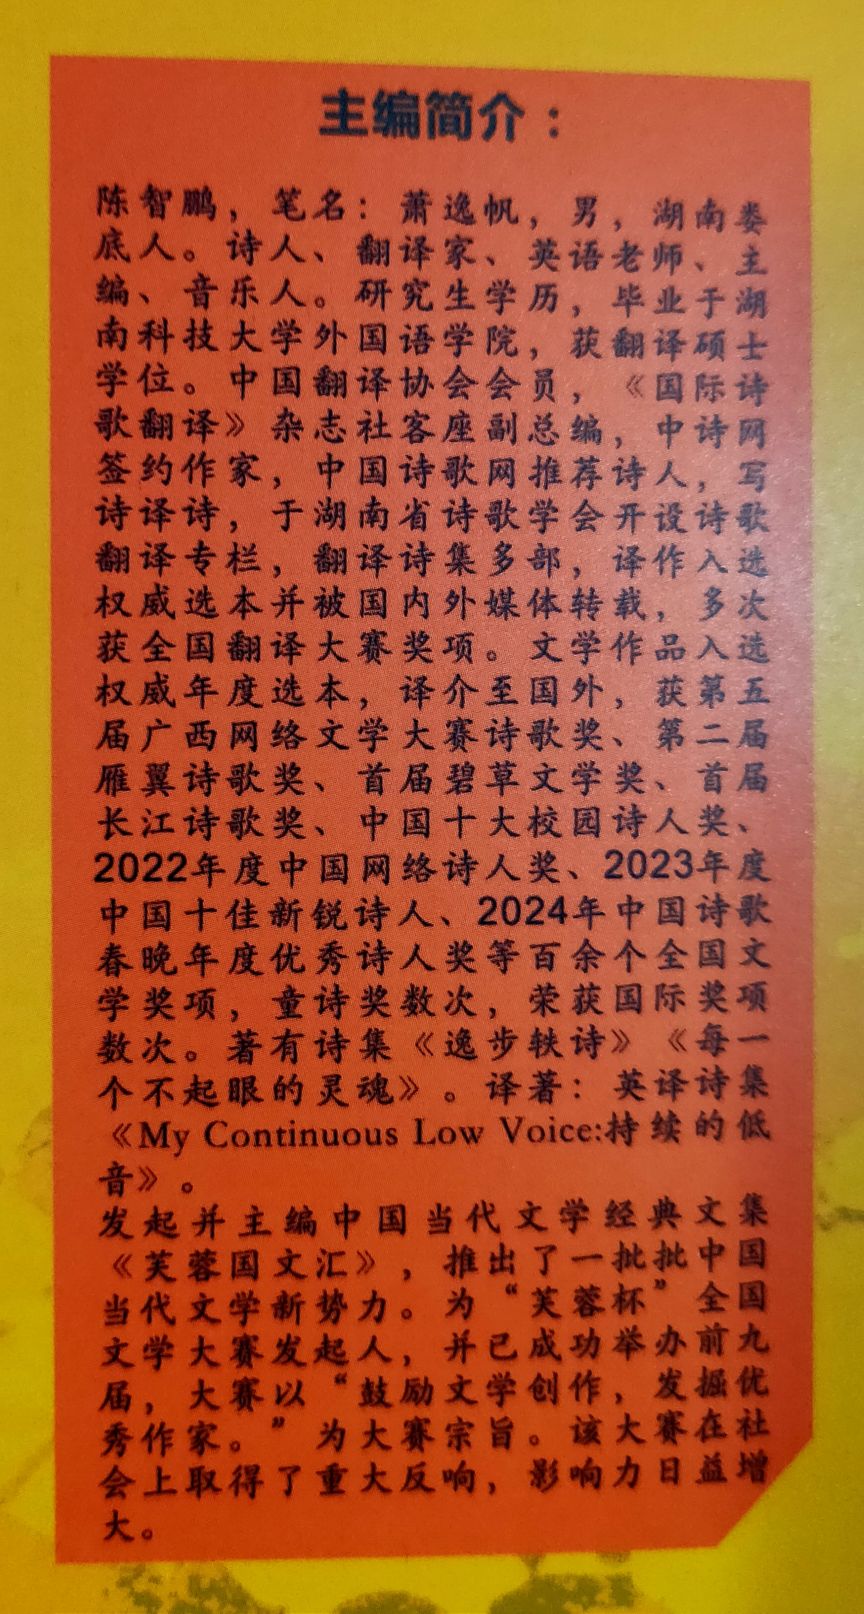 主编简介：
陈智鹏，笔名：萧逸帆，男，湖南娄
底人。诗人、翻译家、英语老师、主
编、音乐人。研究生学历，毕业于湖
南科技大学外国语学院，获翻译硕士
学位。中国翻译协会会员，《国际诗
歌翻译》杂志社客座副总编，中诗网
签约作家，中国诗歌网推荐诗人，写
诗译诗，于湖南省诗歌学会开设诗歌
翻译专栏，翻译诗集多部，译作入选
权威选本并被国内外媒体转载，多次
获全国翻译大赛奖项。文学作品入选
权威年度选本，译介至国外，获第五
届广西网络文学大赛诗歌奖、第二届
雁翼诗歌奖、首届碧草文学奖、首届
长江诗歌奖、中国十大校园诗人奖、
2022年度中国网络诗人奖、2023年度
中国十佳新锐诗人、2024年中国诗歌
春晚年度优秀诗人奖等百余个全国文
学奖项，童诗奖数次，荣获国际奖项
数次。著有诗集《逸步轶诗》《每一
个不起眼的灵魂》。译著：英译诗集
《My Continuous Low Voice:持续的低
音》。
发起并主编中国当代文学经典文集
《芙蓉国文汇》，推出了一批批中国
当代文学新势力。为“芙蓉杯”全国
文学大赛发起人，并已成功举办前九
届，大赛以“鼓励文学创作，发掘优
秀作家。”为大赛宗旨。该大赛在社
会上取得了重大反响，影响力日益增
大。